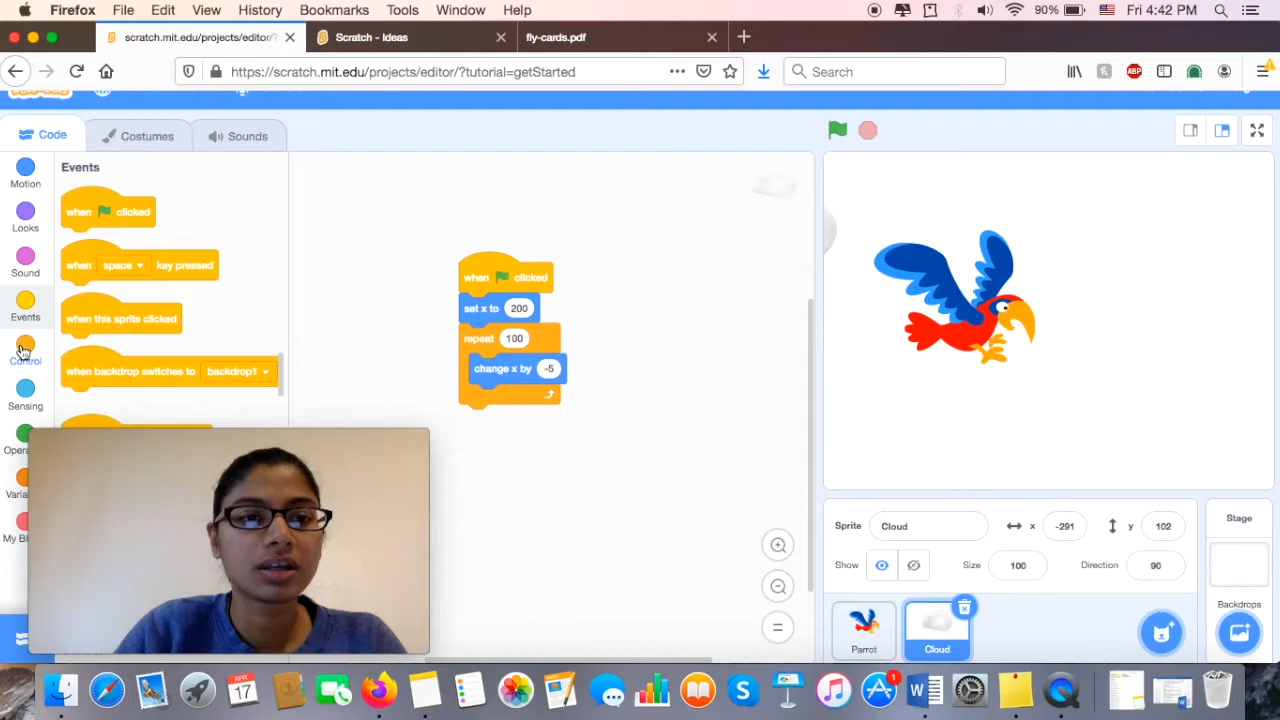 Firefox File Edit View History Bookmarks Tools Window Help 90% Fri 4:42 PM
scratch.mit.edu/projects/editor/? Scratch - Ideas fly-cards.pdf
https://scratch.mit.edu/projects/editor/?tutorial=getStarted Search
ABP
Code Costumes Sounds
Motion
Looks
Sound
Events
Control
Sensing
Events
when clicked
when space key pressed
when this sprite clicked
when backdrop switches to backdrop1
when clicked
set x to 200
repeat 100
change x by -5
Sprite Cloud x -291 y 102
Show Size 100 Direction 90
Parrot
Cloud
Stage
Backdrops
APR
17
1